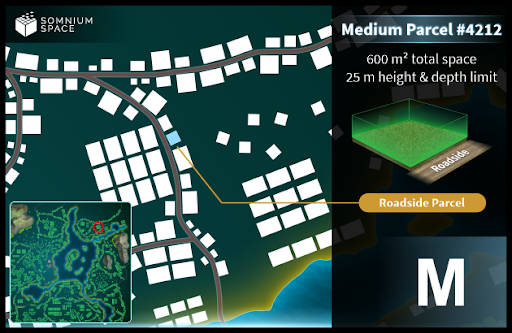 SOMNIUM
SPACE
Medium Parcel #4212
600 m² total space
25 m height & depth limit
Roadside
Roadside Parcel
M